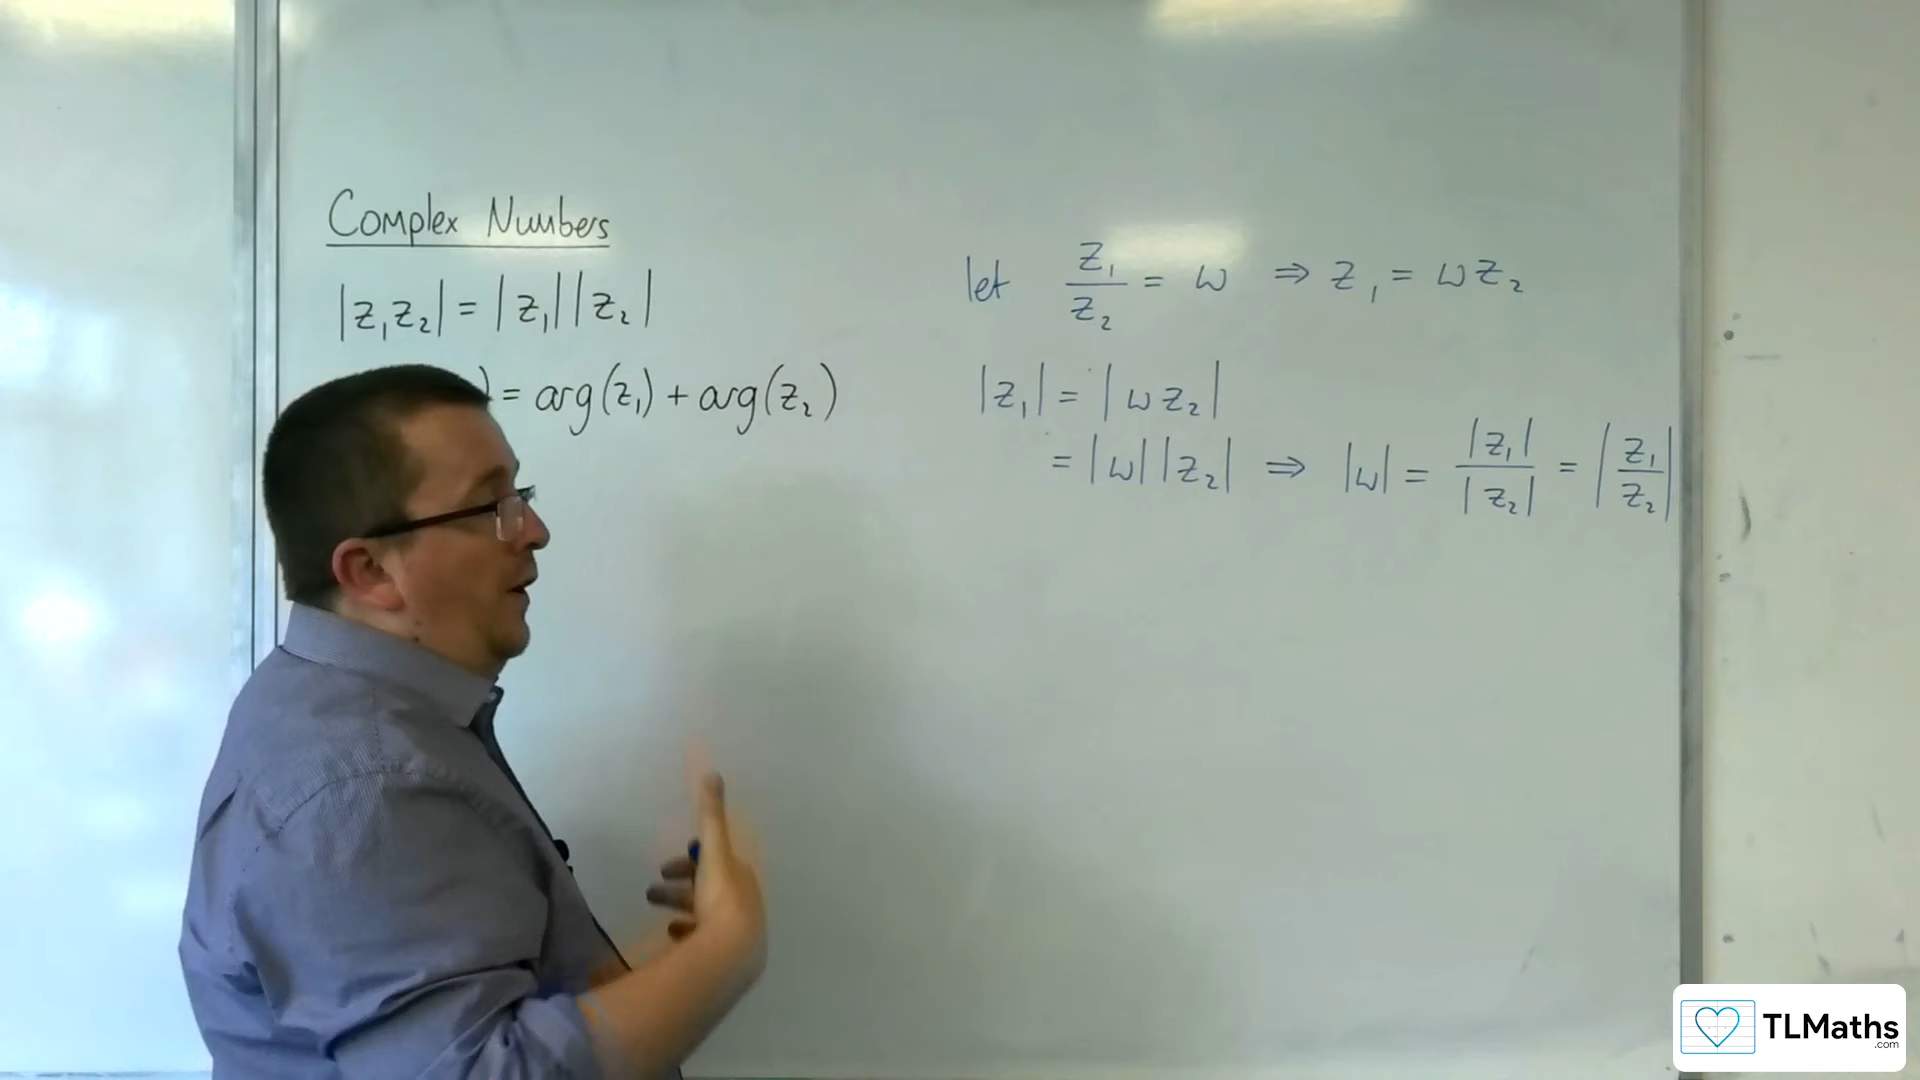 Complex Numbers
|z₁z₂| = |z₁||z₂|
) = arg(z₁) + arg(z₂)
let z₁/z₂ = ω ⇒ z₁ = ωz₂
|z₁| = |ωz₂|
= |ω||z₂| ⇒ |ω| = |z₁|/|z₂| = |z₁/z₂|
TLMaths
.com